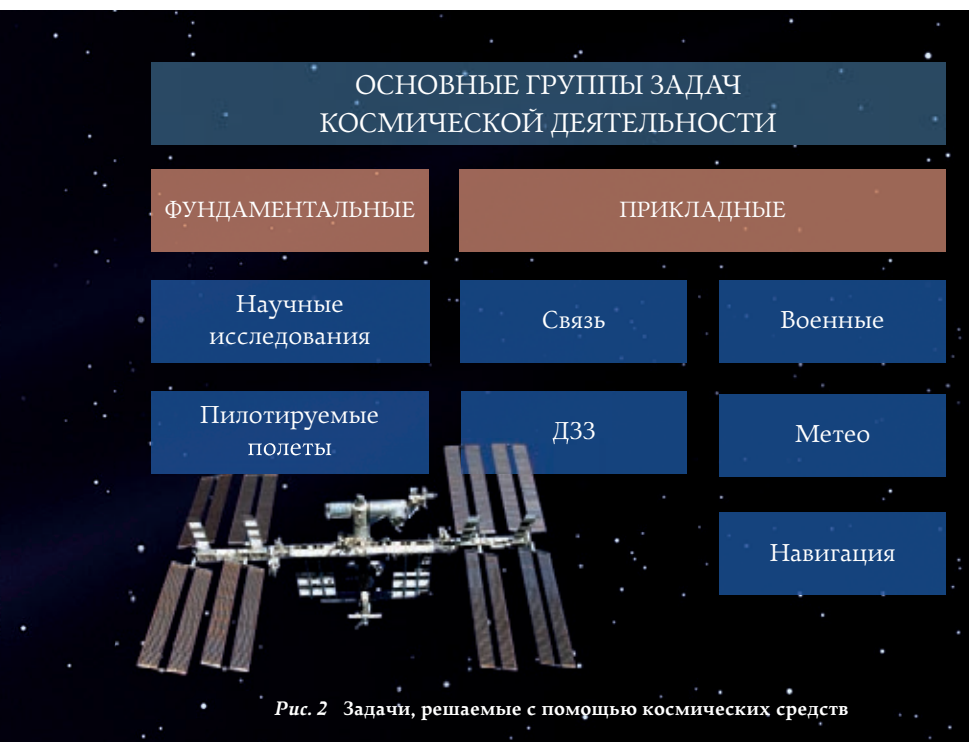 ОСНОВНЫЕ ГРУППЫ ЗАДАЧ
КОСМИЧЕСКОЙ ДЕЯТЕЛЬНОСТИ
ФУНДАМЕНТАЛЬНЫЕ
ПРИКЛАДНЫЕ
Научные
исследования
Связь
Военные
Пилотируемые
полеты
ДЗЗ
Метео
Навигация
Рис. 2 Задачи, решаемые с помощью космических средств